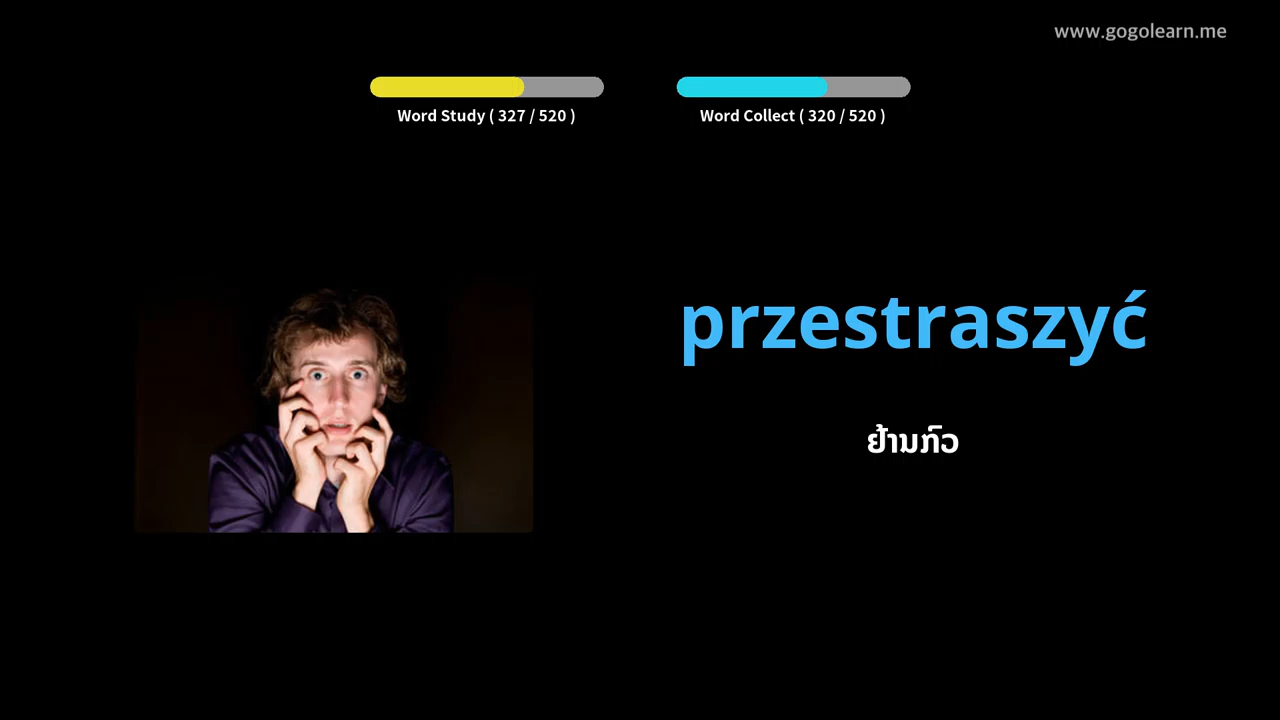 www.gogolearn.me
Word Study ( 327 / 520 )
Word Collect ( 320 / 520 )
przestraszyć
ຢ້ານກົວ